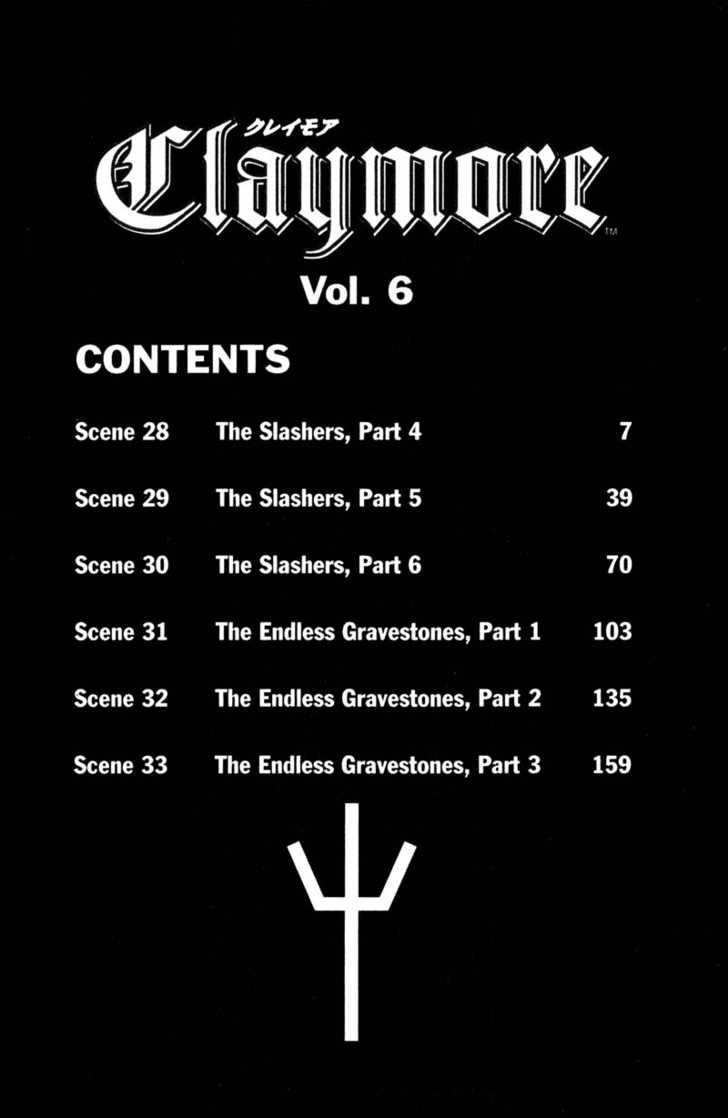 クレイモア
Claymore™
Vol. 6
CONTENTS
Scene 28 The Slashers, Part 4 7
Scene 29 The Slashers, Part 5 39
Scene 30 The Slashers, Part 6 70
Scene 31 The Endless Gravestones, Part 1 103
Scene 32 The Endless Gravestones, Part 2 135
Scene 33 The Endless Gravestones, Part 3 159